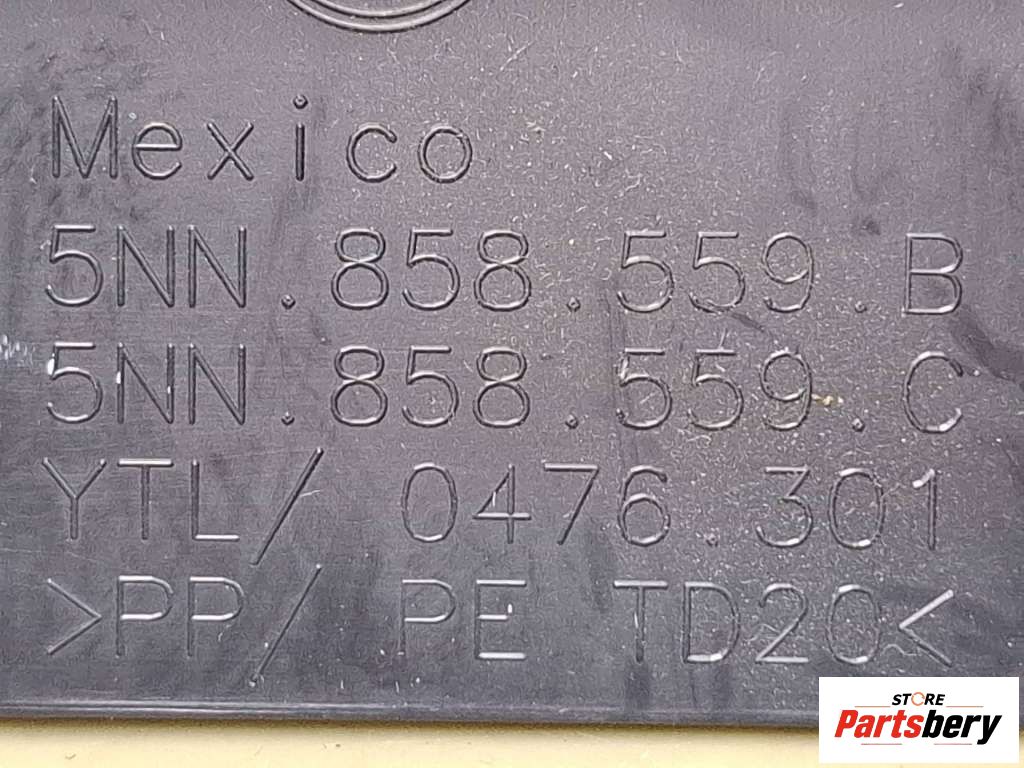 Mexico
5NN.858.559.B
5NN.858.559.C
YTL/ 0476.301
>PP/ PE TD20<
STORE
Partsbery